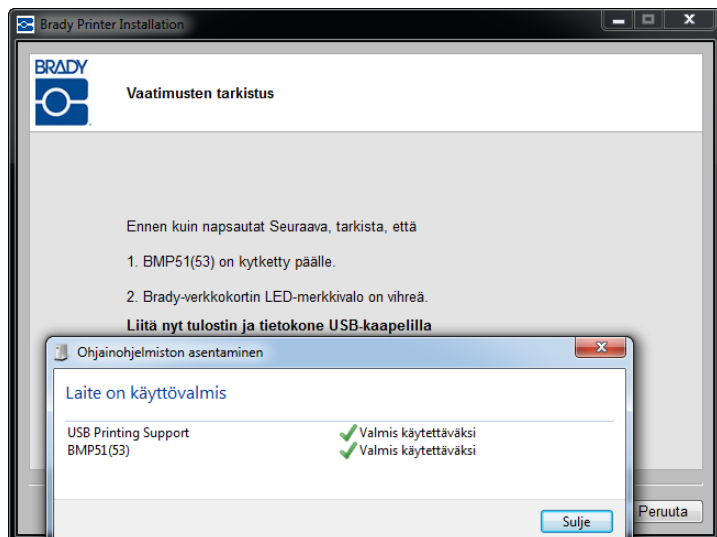 Brady Printer Installation
BRADY
Vaatimusten tarkistus
Ennen kuin napsautat Seuraava, tarkista, että
1. BMP51(53) on kytketty päälle.
2. Brady-verkkokortin LED-merkkivalo on vihreä.
Liitä nyt tulostin ja tietokone USB-kaapelilla
Ohjainohjelmiston asentaminen
Laite on käyttövalmis
USB Printing Support Valmis käytettäväksi
BMP51(53) Valmis käytettäväksi
Sulje
Peruuta